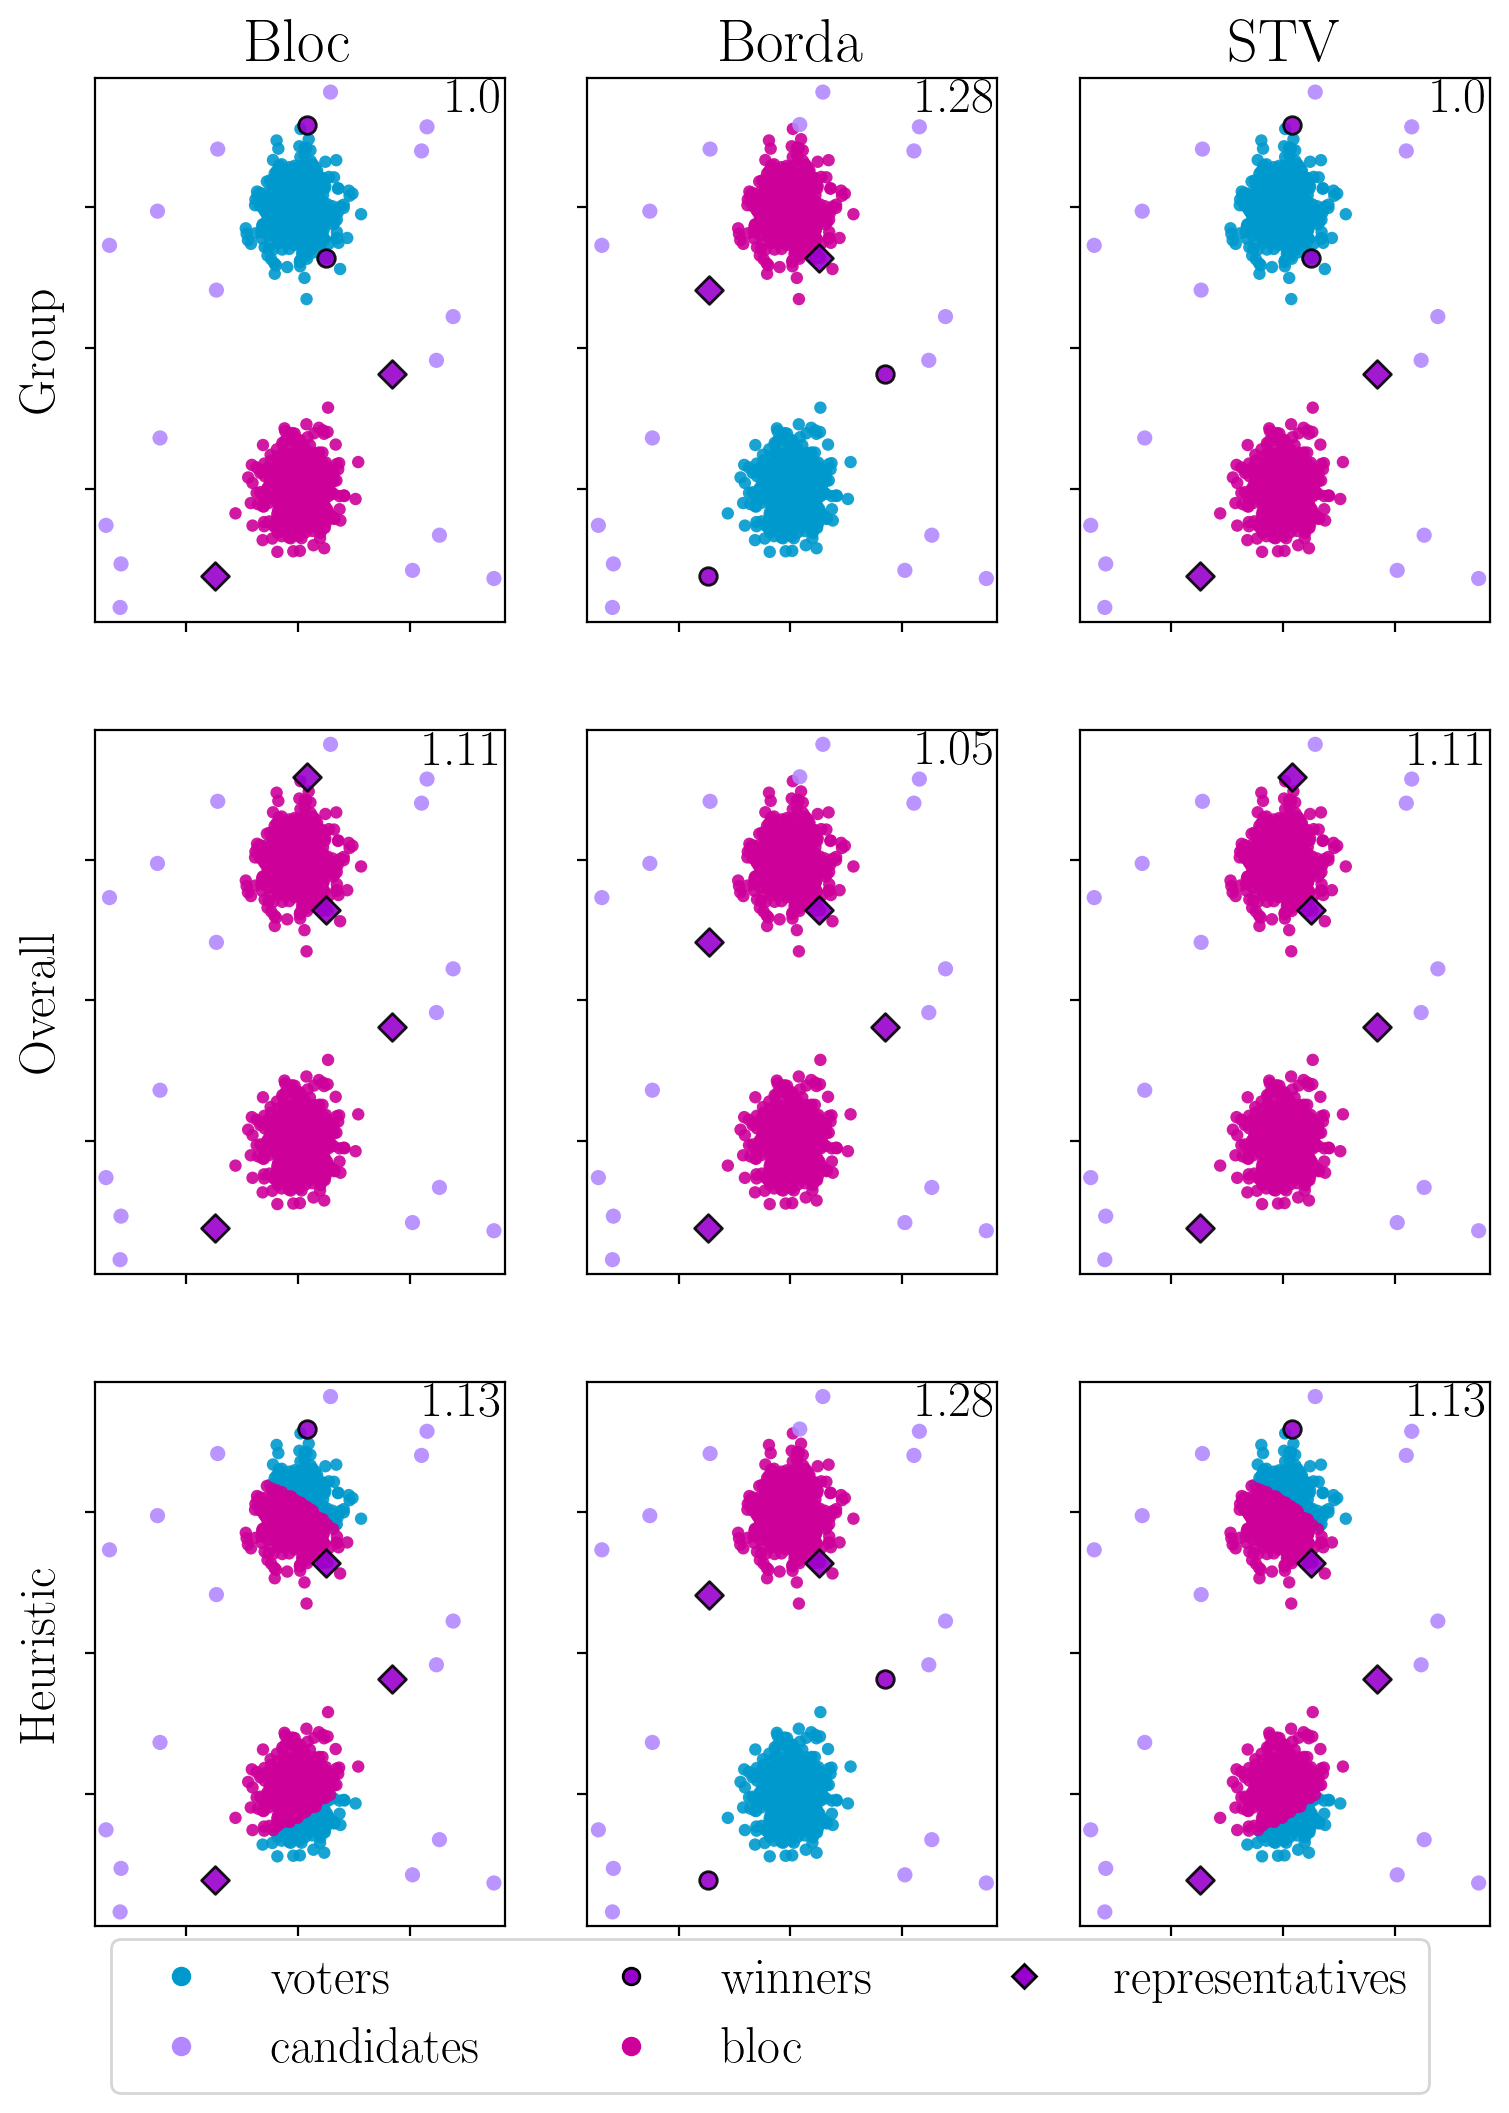 Bloc Borda STV
Group
1.0 1.28 1.0
Overall
1.11 1.05 1.11
Heuristic
1.13 1.28 1.13
voters winners representatives
candidates bloc